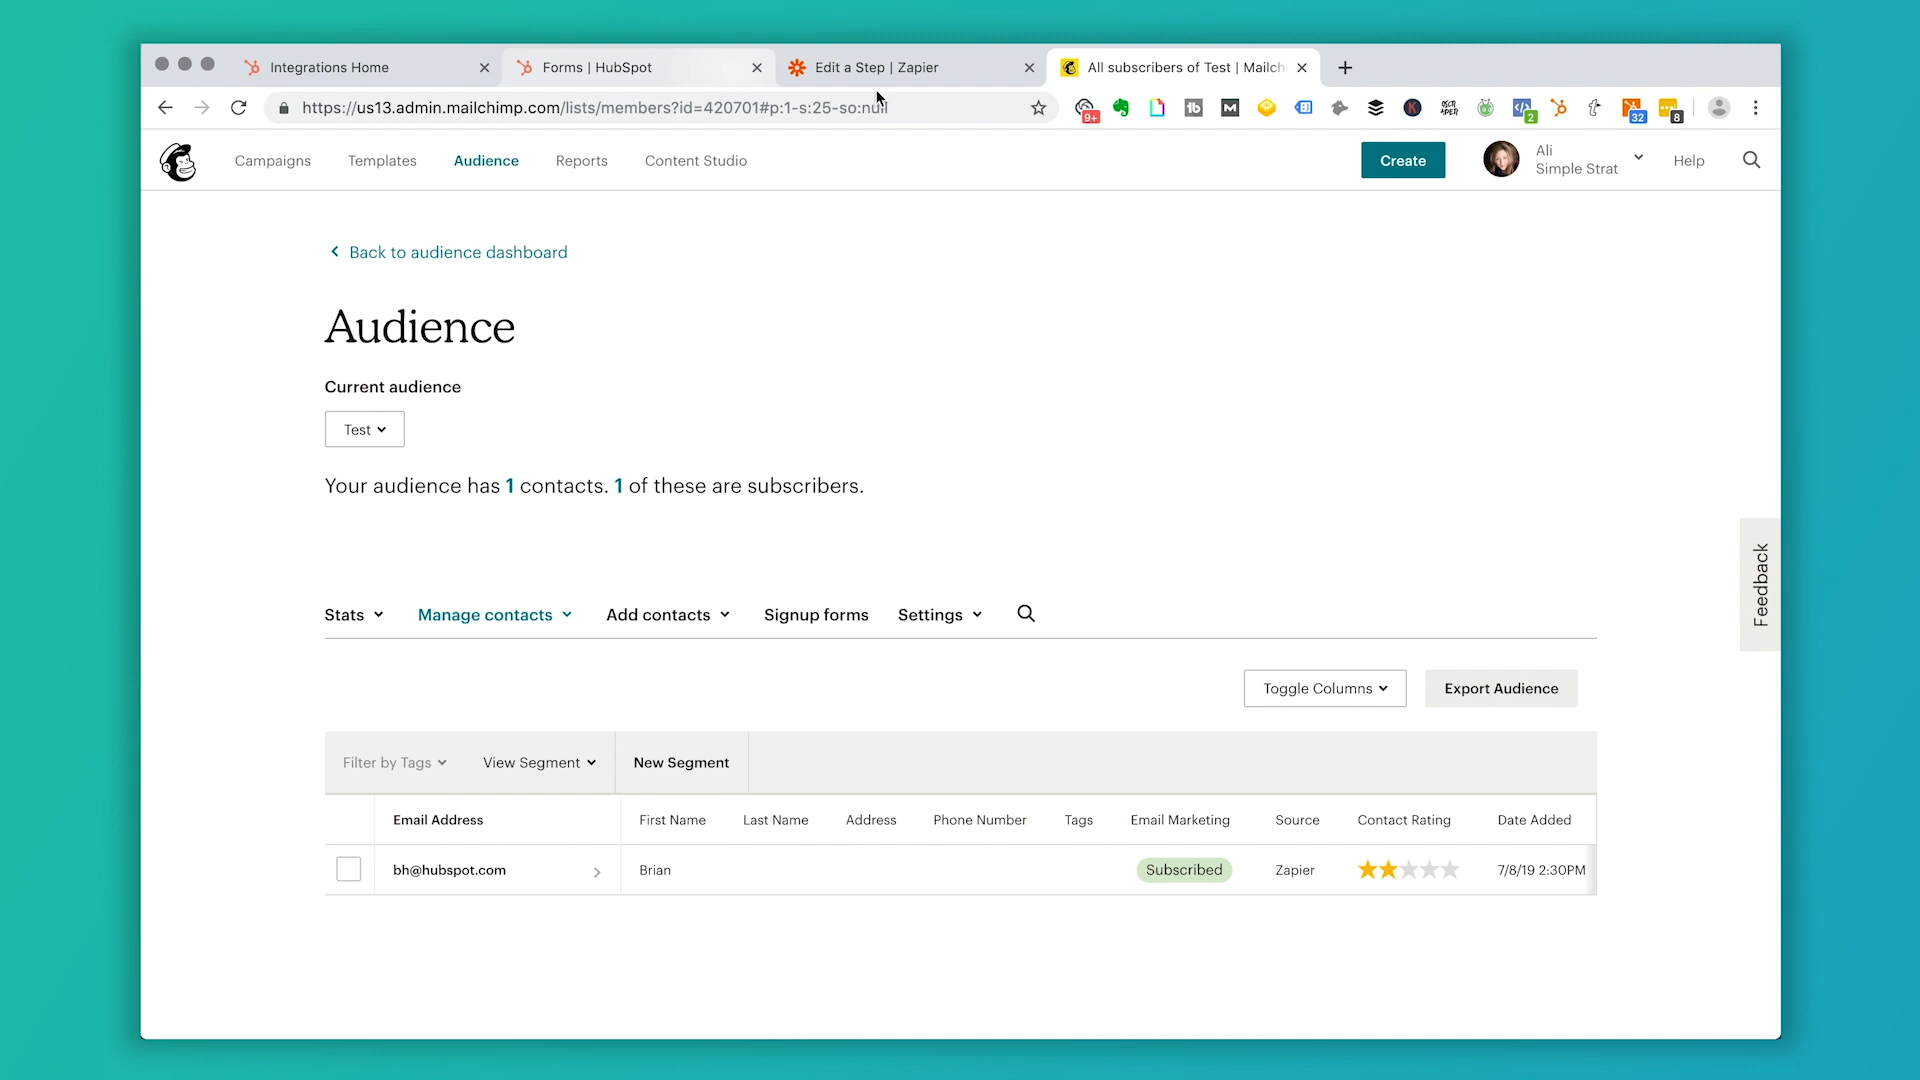 Integrations Home
Forms | HubSpot
Edit a Step | Zapier
All subscribers of Test | Mailch
https://us13.admin.mailchimp.com/lists/members?id=420701#p:1-s:25-so:null
9+
2
32
8
Campaigns
Templates
Audience
Reports
Content Studio
Create
Ali
Simple Strat
Help
Back to audience dashboard
Audience
Current audience
Test
Your audience has 1 contacts. 1 of these are subscribers.
Feedback
Stats
Manage contacts
Add contacts
Signup forms
Settings
Toggle Columns
Export Audience
Filter by Tags
View Segment
New Segment
Email Address First Name Last Name Address Phone Number Tags Email Marketing Source Contact Rating Date Added
bh@hubspot.com Brian Subscribed Zapier 7/8/19 2:30PM